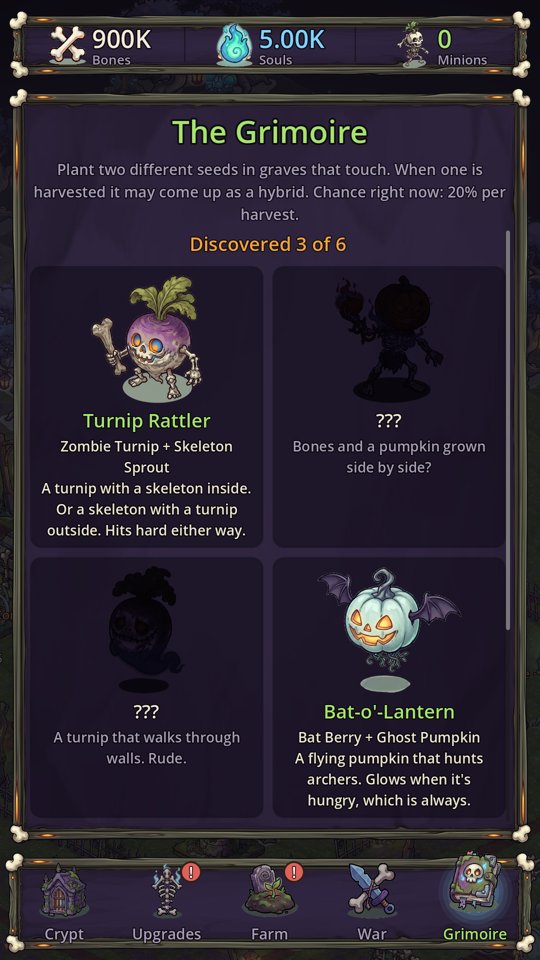 900K
Bones
5.00K
Souls
0
Minions
The Grimoire
Plant two different seeds in graves that touch. When one is
harvested it may come up as a hybrid. Chance right now: 20% per
harvest.
Discovered 3 of 6
Turnip Rattler
Zombie Turnip + Skeleton
Sprout
A turnip with a skeleton inside.
Or a skeleton with a turnip
outside. Hits hard either way.
???
Bones and a pumpkin grown
side by side?
???
A turnip that walks through
walls. Rude.
Bat-o'-Lantern
Bat Berry + Ghost Pumpkin
A flying pumpkin that hunts
archers. Glows when it's
hungry, which is always.
Crypt
!
Upgrades
!
Farm
War
Grimoire